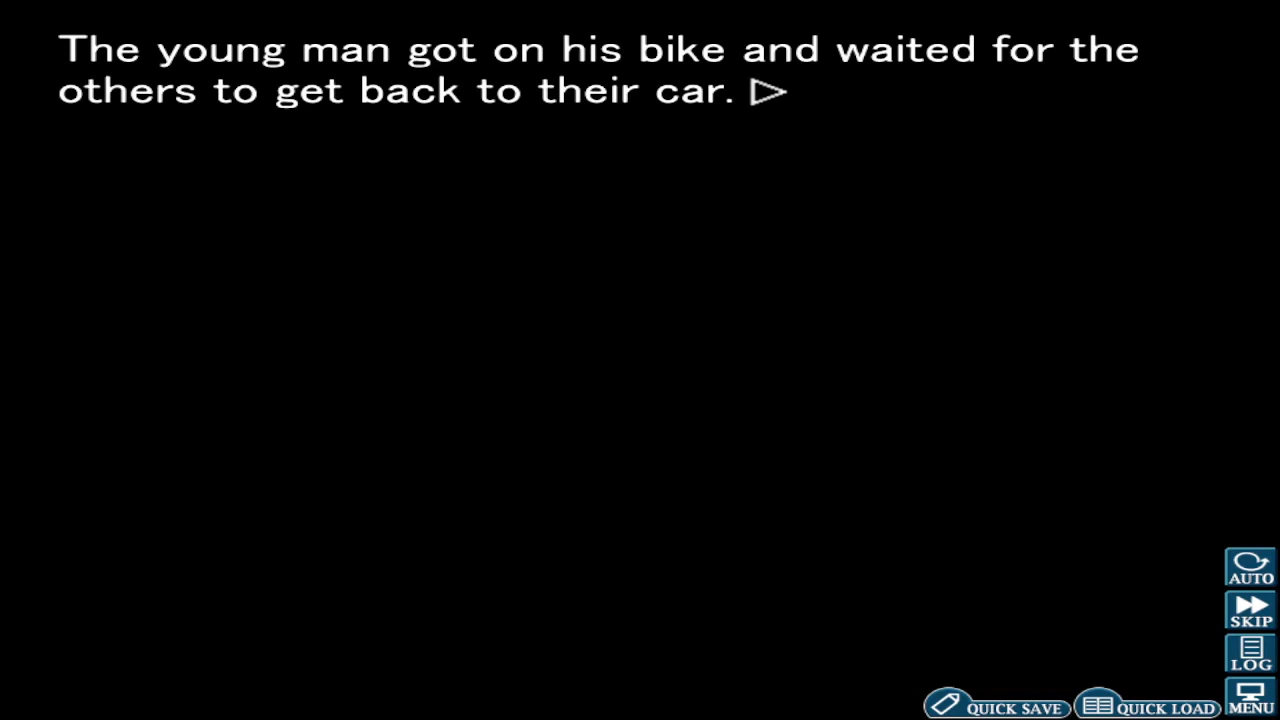 The young man got on his bike and waited for the
others to get back to their car.
AUTO
SKIP
LOG
MENU
QUICK SAVE
QUICK LOAD